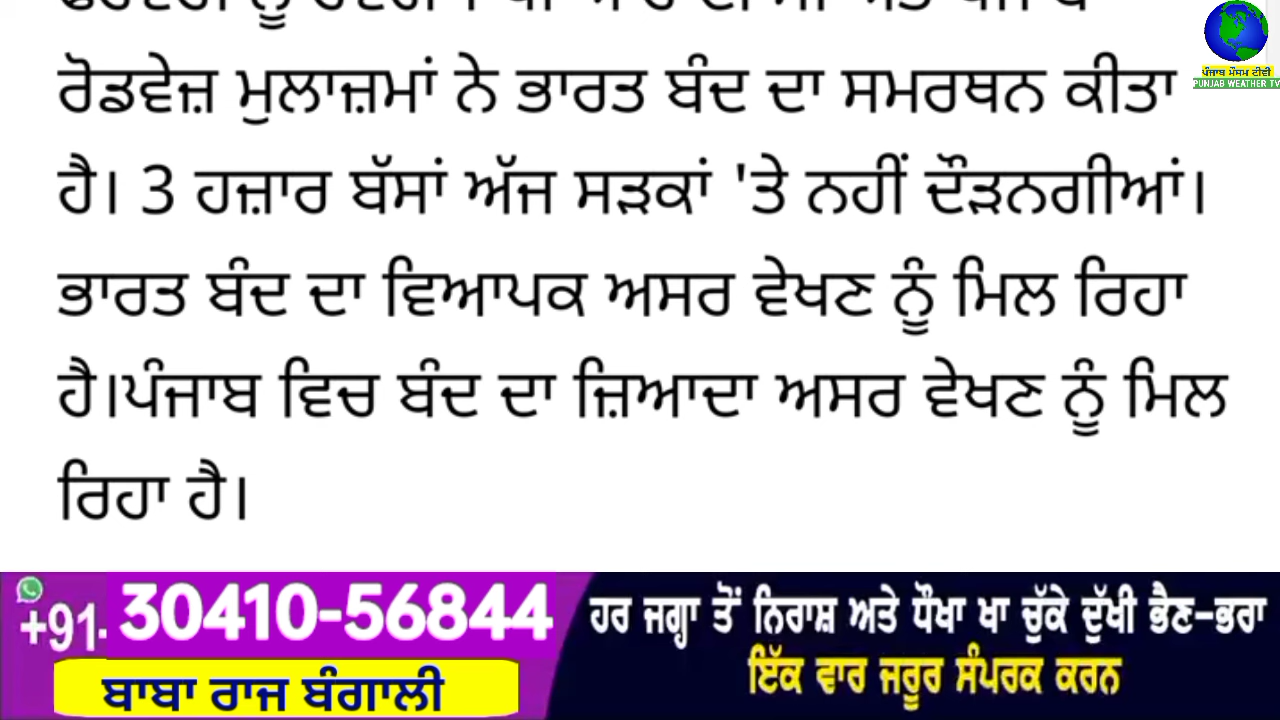 ਰੋਡਵੇਜ਼ ਮੁਲਾਜ਼ਮਾਂ ਨੇ ਭਾਰਤ ਬੰਦ ਦਾ ਸਮਰਥਨ ਕੀਤਾ
ਹੈ। 3 ਹਜ਼ਾਰ ਬੱਸਾਂ ਅੱਜ ਸੜਕਾਂ 'ਤੇ ਨਹੀਂ ਦੌੜਨਗੀਆਂ।
ਭਾਰਤ ਬੰਦ ਦਾ ਵਿਆਪਕ ਅਸਰ ਵੇਖਣ ਨੂੰ ਮਿਲ ਰਿਹਾ
ਹੈ।ਪੰਜਾਬ ਵਿਚ ਬੰਦ ਦਾ ਜ਼ਿਆਦਾ ਅਸਰ ਵੇਖਣ ਨੂੰ ਮਿਲ
ਰਿਹਾ ਹੈ।
ਪੰਜਾਬ ਮੌਸਮ ਟੀਵੀ
PUNJAB WEATHER TV
+91- 30410-56844
ਬਾਬਾ ਰਾਜ ਬੰਗਾਲੀ
ਹਰ ਜਗ੍ਹਾ ਤੋਂ ਨਿਰਾਸ਼ ਅਤੇ ਧੌਖਾ ਖਾ ਚੁੱਕੇ ਦੁੱਖੀ ਭੈਣ-ਭਰਾ
ਇੱਕ ਵਾਰ ਜਰੂਰ ਸੰਪਰਕ ਕਰਨ